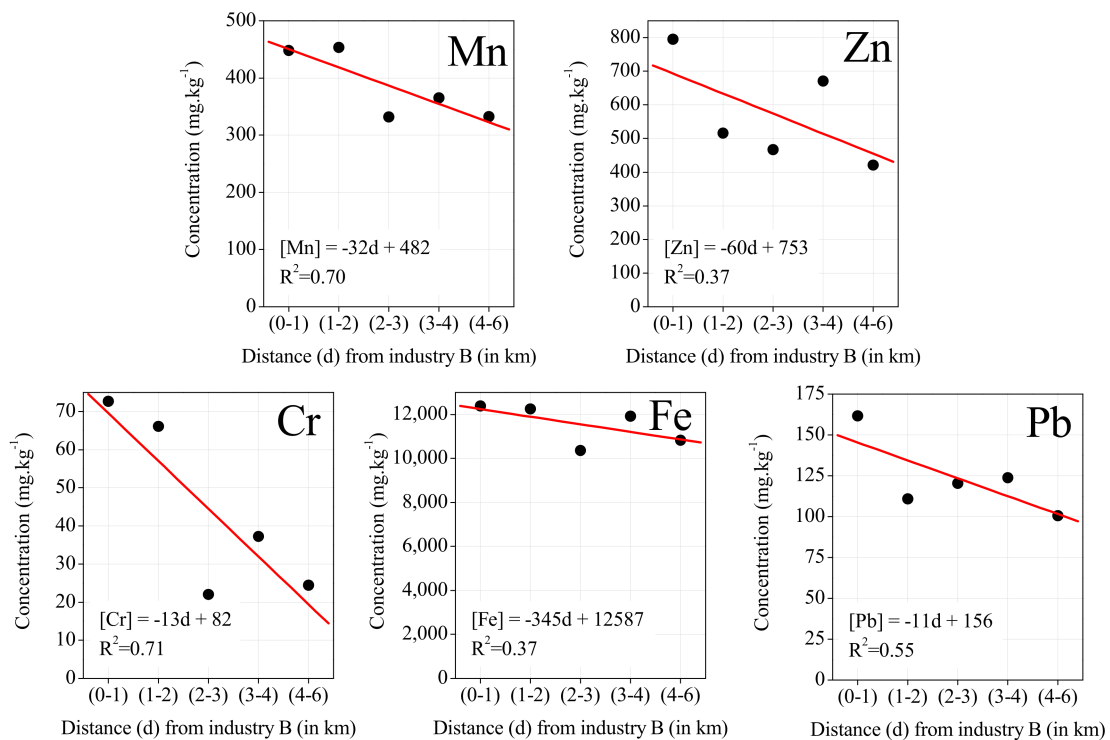 Mn
Concentration (mg.kg⁻¹)
500
400
300
200
100
0
[Mn] = -32d + 482
R²=0.70
(0-1) (1-2) (2-3) (3-4) (4-6)
Distance (d) from industry B (in km)
Zn
Concentration (mg.kg⁻¹)
800
700
600
500
400
300
200
100
0
[Zn] = -60d + 753
R²=0.37
(0-1) (1-2) (2-3) (3-4) (4-6)
Distance (d) from industry B (in km)
Cr
Concentration (mg.kg⁻¹)
70
60
50
40
30
20
10
0
[Cr] = -13d + 82
R²=0.71
(0-1) (1-2) (2-3) (3-4) (4-6)
Distance (d) from industry B (in km)
Fe
Concentration (mg.kg⁻¹)
12,000
10,000
8,000
6,000
4,000
2,000
0
[Fe] = -345d + 12587
R²=0.37
(0-1) (1-2) (2-3) (3-4) (4-6)
Distance (d) from industry B (in km)
Pb
Concentration (mg.kg⁻¹)
175
150
125
100
75
50
25
0
[Pb] = -11d + 156
R²=0.55
(0-1) (1-2) (2-3) (3-4) (4-6)
Distance (d) from industry B (in km)